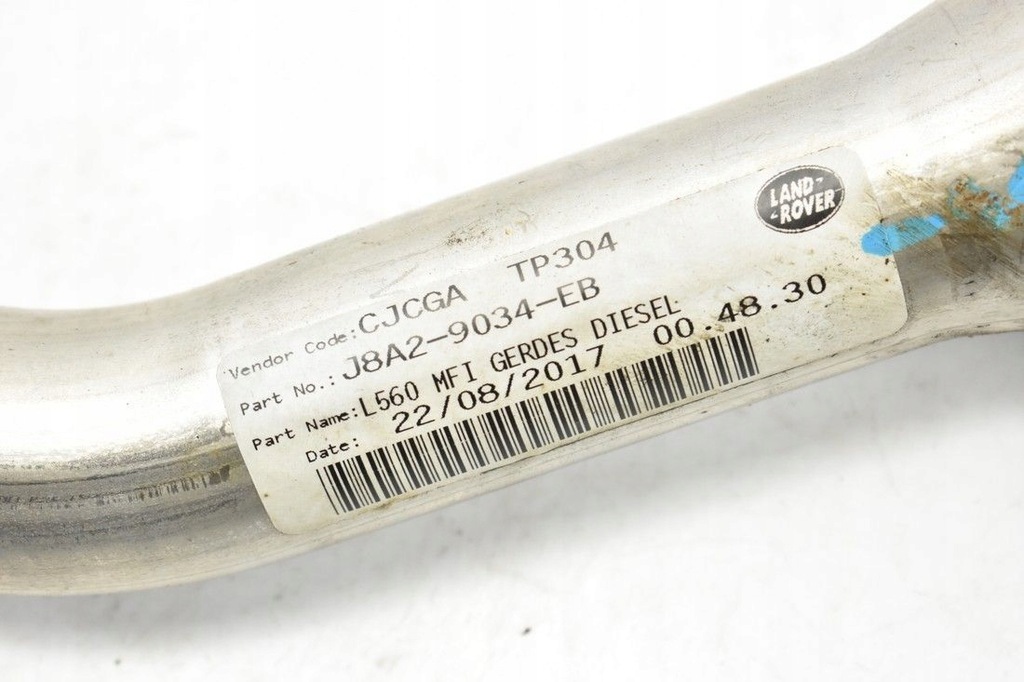 LAND-
-ROVER
Vendor Code:CJCGA TP304
Part No.: J8A2-9034-EB
Part Name:L560 MFI GERDES DIESEL
Date: 22/08/2017 00.48.30